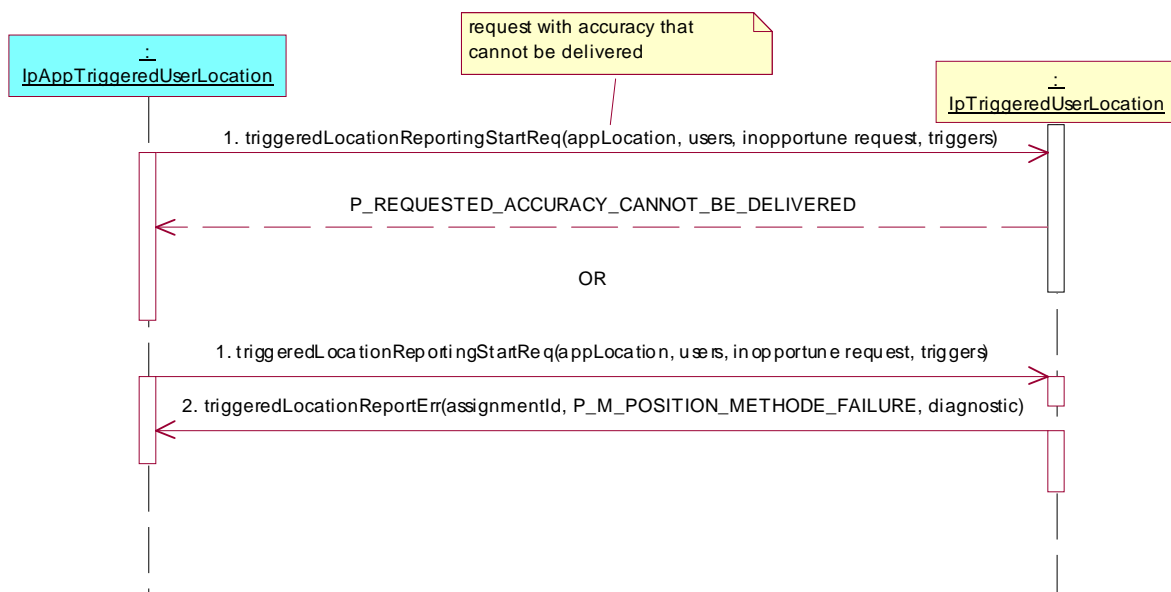 request with accuracy that
cannot be delivered
:
IpAppTriggeredUserLocation
:
IpTriggeredUserLocation
1. triggeredLocationReportingStartReq(appLocation, users, inopportune request, triggers)
P_REQUESTED_ACCURACY_CANNOT_BE_DELIVERED
OR
1. triggeredLocationReportingStartReq(appLocation, users, inopportune request, triggers)
2. triggeredLocationReportErr(assignmentId, P_M_POSITION_METHODE_FAILURE, diagnostic)